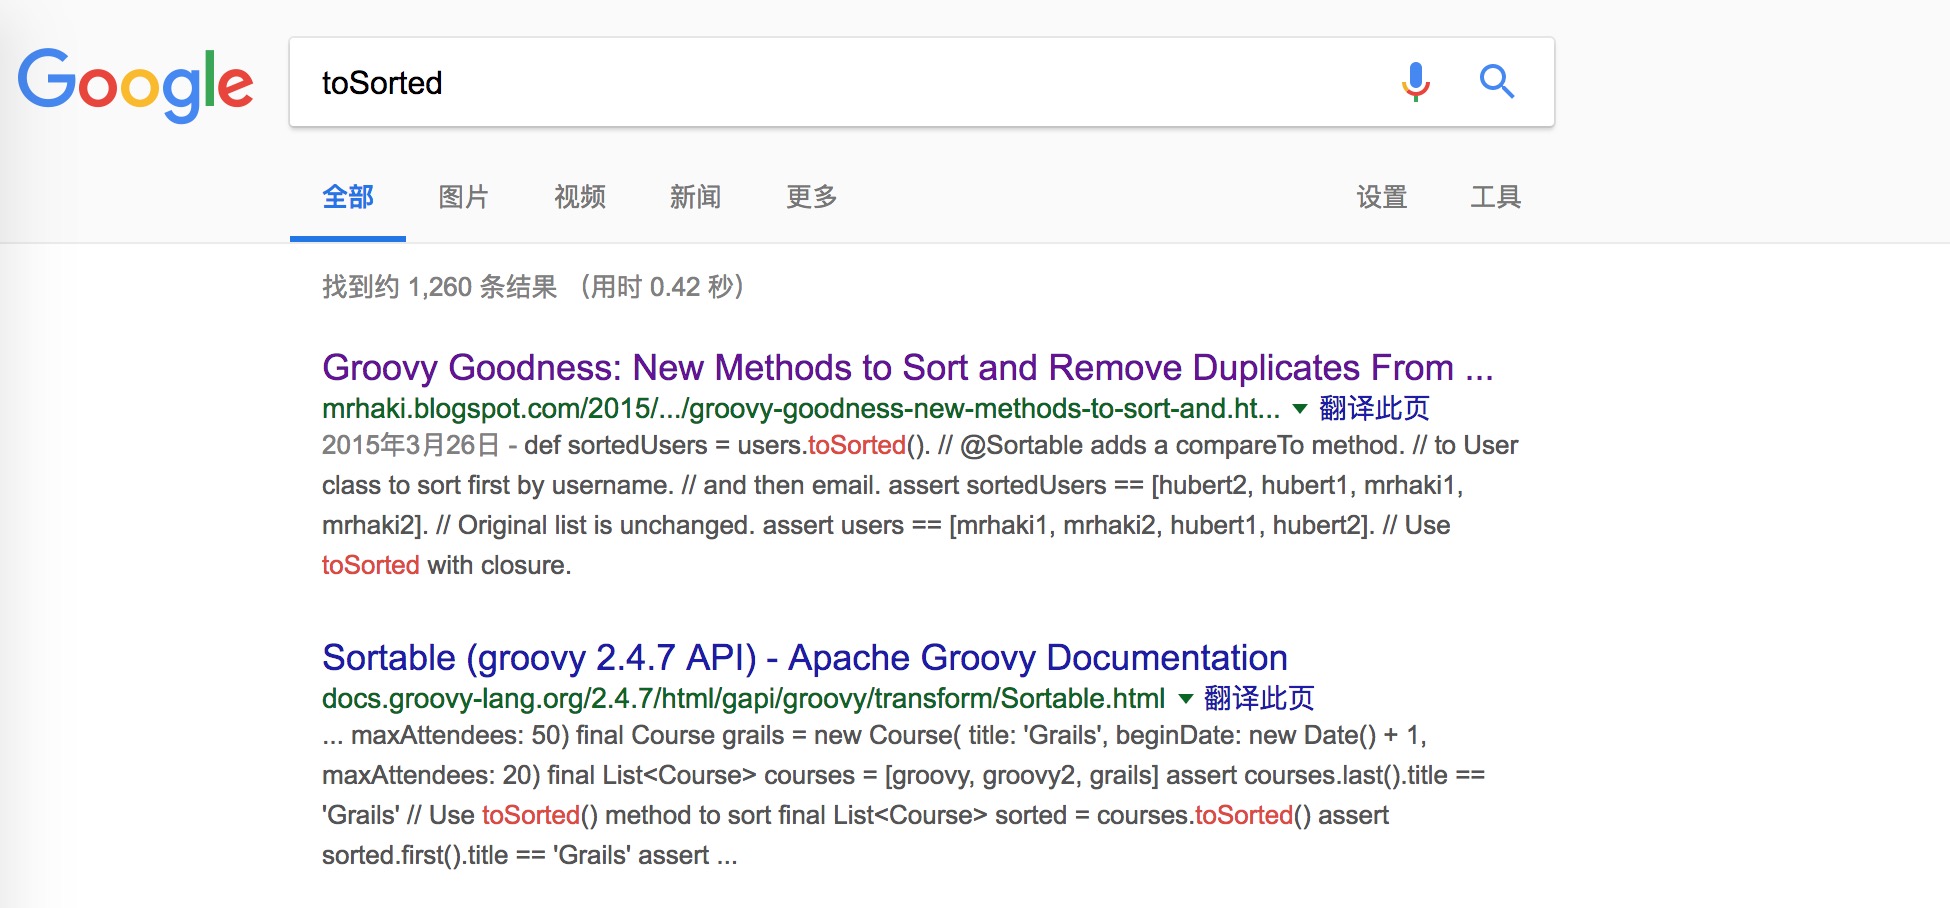 Google
toSorted
全部 图片 视频 新闻 更多 设置 工具
找到约 1,260 条结果 （用时 0.42 秒）
Groovy Goodness: New Methods to Sort and Remove Duplicates From ...
mrhaki.blogspot.com/2015/.../groovy-goodness-new-methods-to-sort-and.ht... ▼ 翻译此页
2015年3月26日 - def sortedUsers = users.toSorted(). // @Sortable adds a compareTo method. // to User
class to sort first by username. // and then email. assert sortedUsers == [hubert2, hubert1, mrhaki1,
mrhaki2]. // Original list is unchanged. assert users == [mrhaki1, mrhaki2, hubert1, hubert2]. // Use
toSorted with closure.
Sortable (groovy 2.4.7 API) - Apache Groovy Documentation
docs.groovy-lang.org/2.4.7/html/gapi/groovy/transform/Sortable.html ▼ 翻译此页
... maxAttendees: 50) final Course grails = new Course( title: 'Grails', beginDate: new Date() + 1,
maxAttendees: 20) final List<Course> courses = [groovy, groovy2, grails] assert courses.last().title ==
'Grails' // Use toSorted() method to sort final List<Course> sorted = courses.toSorted() assert
sorted.first().title == 'Grails' assert ...